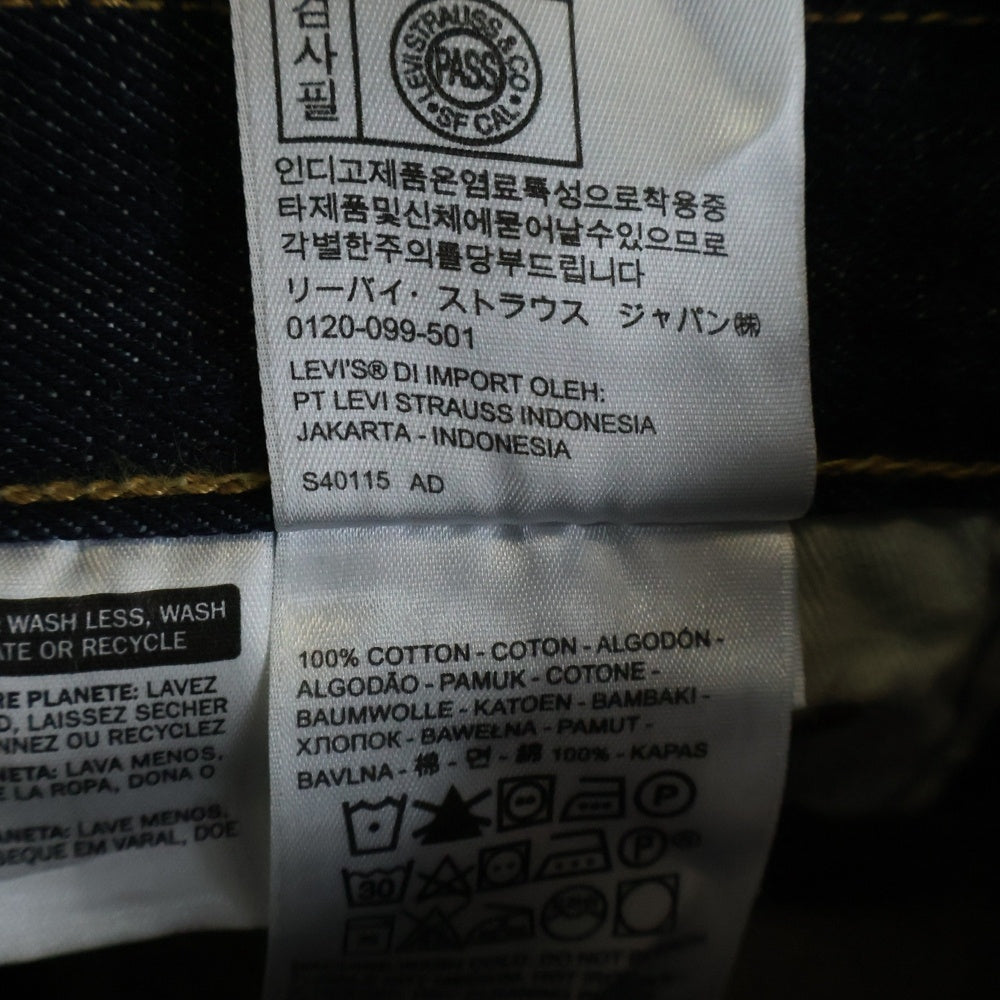 검사필
LEVI STRAUSS & CO
PASS
SF CAL
인디고제품은염료특성으로착용중
타제품및신체에묻어날수있으므로
각별한주의를당부드립니다
リーバイ・ストラウス ジャパン㈱
0120-099-501
LEVI'S® DI IMPORT OLEH:
PT LEVI STRAUSS INDONESIA
JAKARTA - INDONESIA
S40115 AD
WASH LESS, WASH
ATE OR RECYCLE
RE PLANETE: LAVEZ
D, LAISSEZ SECHER
NNEZ OU RECYCLEZ
NETA: LAVA MENOS,
E LA ROPA, DONA O
ANETA: LAVE MENOS,
SEQUE EM VARAL, DOE
100% COTTON - COTON - ALGODÓN -
ALGODÃO - PAMUK - COTONE -
BAUMWOLLE - KATOEN - BAMBAKI -
ХЛОПОК - BAWEŁNA - PAMUT -
BAVLNA - 棉 - 면 - 綿 100% - KAPAS
P
30
P